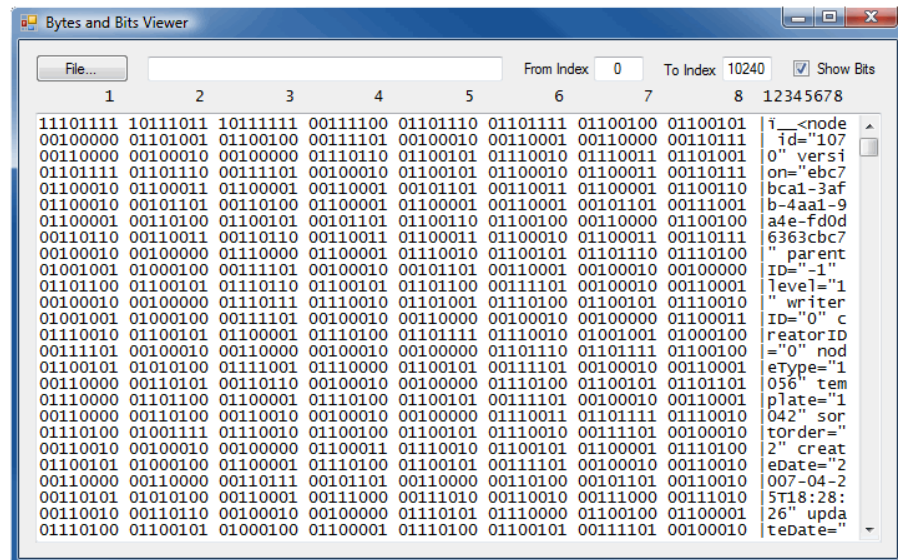 Bytes and Bits Viewer
File... From Index 0 To Index 10240 Show Bits
1 2 3 4 5 6 7 8 12345678
11101111 10111011 10111111 00111100 01101110 01101111 01100100 01100101 |ï__<node
00100000 01101001 01100100 00111101 00100010 00110001 00110000 00110111 | id="107
00110000 00100010 00100000 01110110 01100101 01110010 01110011 01101001 |0" versi
01101111 01101110 00111101 00100010 01100101 01100010 01100011 00110111 |on="ebc7
01100010 01100011 01100001 00110001 00101101 00110011 01100001 01100110 |bca1-3af
01100010 00101101 00110100 01100001 01100001 00110001 00101101 00111001 |b-4aa1-9
01100001 00110100 01100101 00101101 01100110 01100100 00110000 01100100 |a4e-fd0d
00110110 00110011 00110110 00110011 01100011 01100010 01100011 00110111 |6363cbc7
00100010 00100000 01110000 01100001 01110010 01100101 01101110 01110100 |" parent
01001001 01000100 00111101 00100010 00101101 00110001 00100010 00100000 |ID="-1" 
01101100 01100101 01110110 01100101 01101100 00111101 00100010 00110001 |level="1
00100010 00100000 01110111 01110010 01101001 01110100 01100101 01110010 |" writer
01001001 01000100 00111101 00100010 00110000 00100010 00100000 01100011 |ID="0" c
01110010 01100101 01100001 01110100 01101111 01110010 01001001 01000100 |reatorID
00111101 00100010 00110000 00100010 00100000 01101110 01101111 01100100 |="0" nod
01100101 01010100 01111001 01110000 01100101 00111101 00100010 00110001 |eType="1
00110000 00110101 00110110 00100010 00100000 01110100 01100101 01101101 |056" tem
01110000 01101100 01100001 01110100 01100101 00111101 00100010 00110001 |plate="1
00110000 00110100 00110010 00100010 00100000 01110011 01101111 01110010 |042" sor
01110100 01001111 01110010 01100100 01100101 01110010 00111101 00100010 |tOrder="
00110010 00100010 00100000 01100011 01110010 01100101 01100001 01110100 |2" creat
01100101 01000100 01100001 01110100 01100101 00111101 00100010 00110010 |eDate="2
00110000 00110000 00110111 00101101 00110000 00110100 00101101 00110010 |007-04-2
00110101 01010100 00110001 00111000 00111010 00110010 00111000 00111010 |5T18:28:
00110010 00110110 00100010 00100000 01110101 01110000 01100100 01100001 |26" upda
01110100 01100101 01000100 01100001 01110100 01100101 00111101 00100010 |teDate="